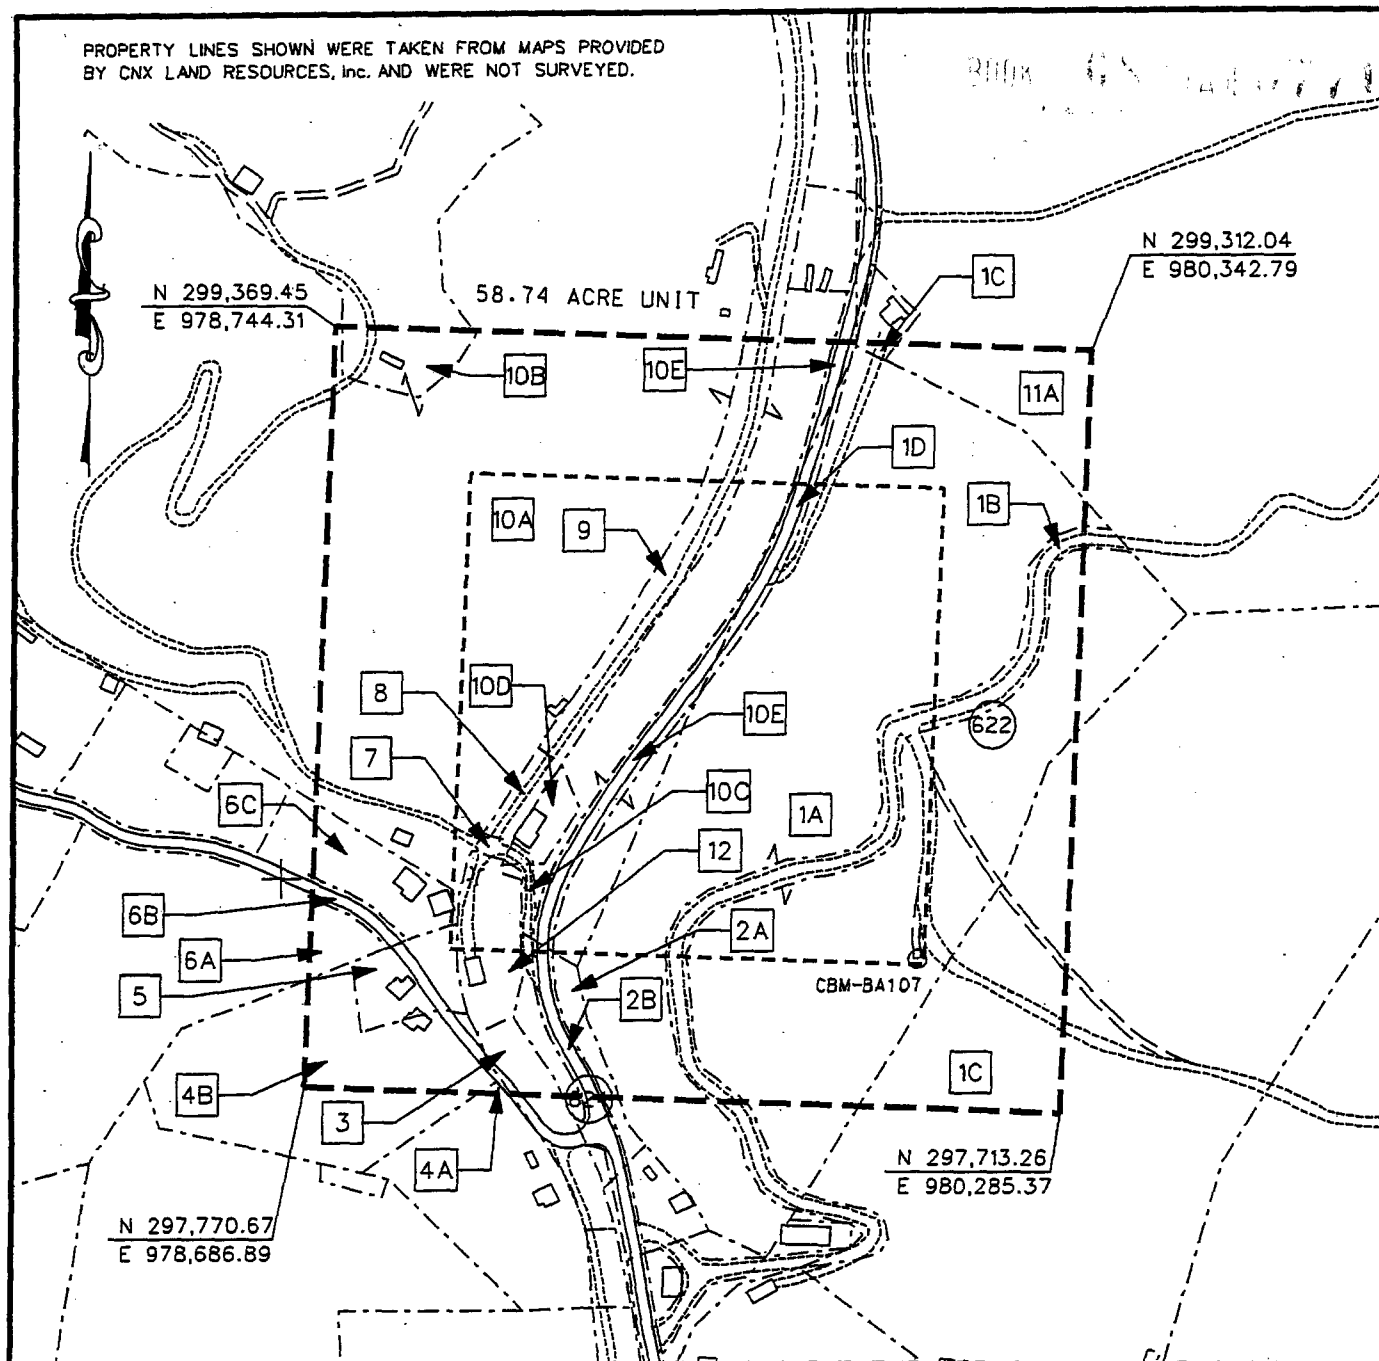 PROPERTY LINES SHOWN WERE TAKEN FROM MAPS PROVIDED
BY CNX LAND RESOURCES, Inc. AND WERE NOT SURVEYED.
N 299,312.04
E 980,342.79
1C
N 299,369.45
E 978,744.31
58.74 ACRE UNIT
10B
10E
11A
1D
1B
10A
9
10D
8
10E
622
7
10C
6C
1A
12
6B
2A
6A
5
CBM-BA107
2B
4B
1C
3
4A
N 297,713.26
E 980,285.37
N 297,770.67
E 978,686.89